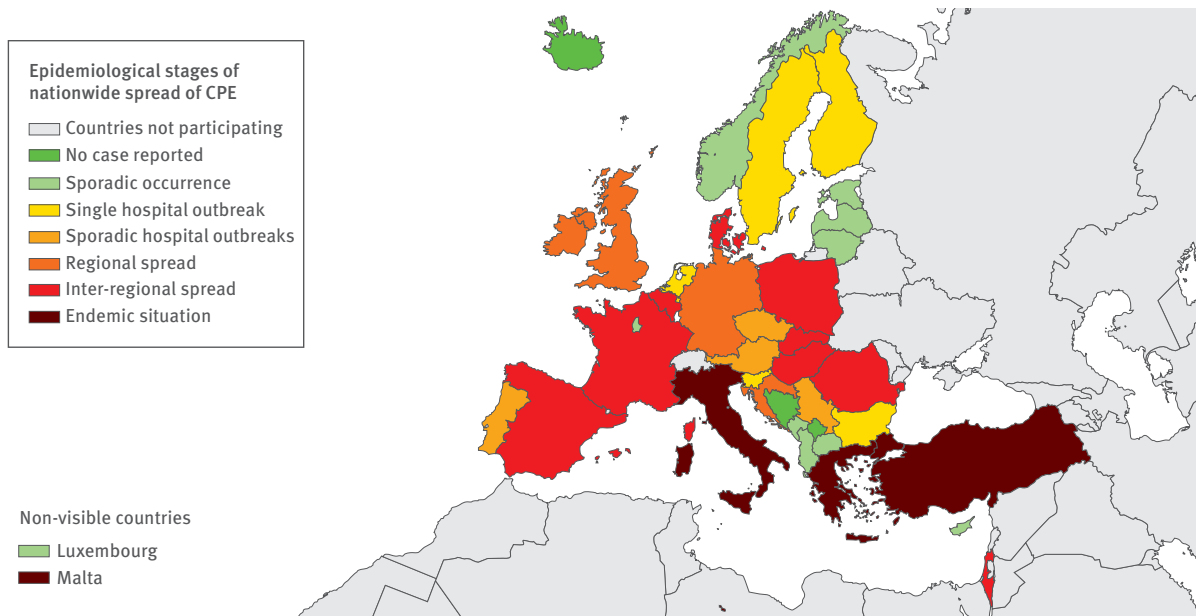 Epidemiological stages of
nationwide spread of CPE
Countries not participating
No case reported
Sporadic occurrence
Single hospital outbreak
Sporadic hospital outbreaks
Regional spread
Inter-regional spread
Endemic situation
Non-visible countries
Luxembourg
Malta